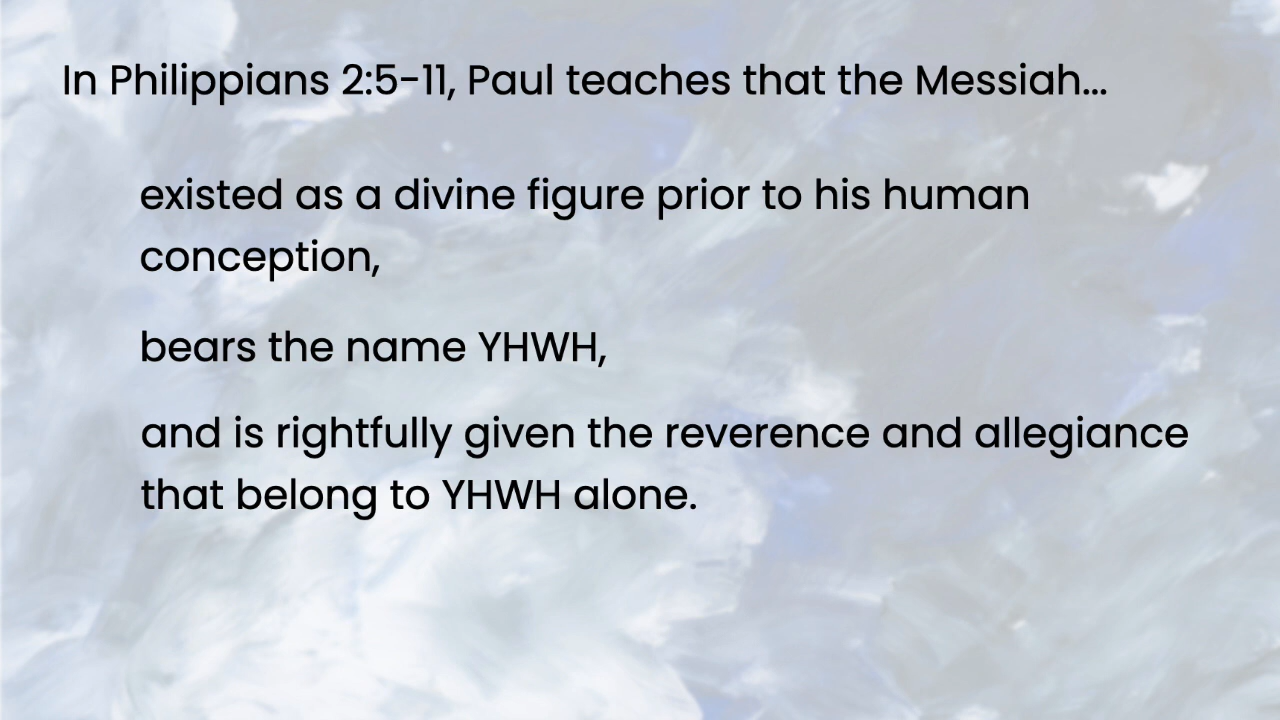 In Philippians 2:5-11, Paul teaches that the Messiah...
existed as a divine figure prior to his human
conception,
bears the name YHWH,
and is rightfully given the reverence and allegiance
that belong to YHWH alone.